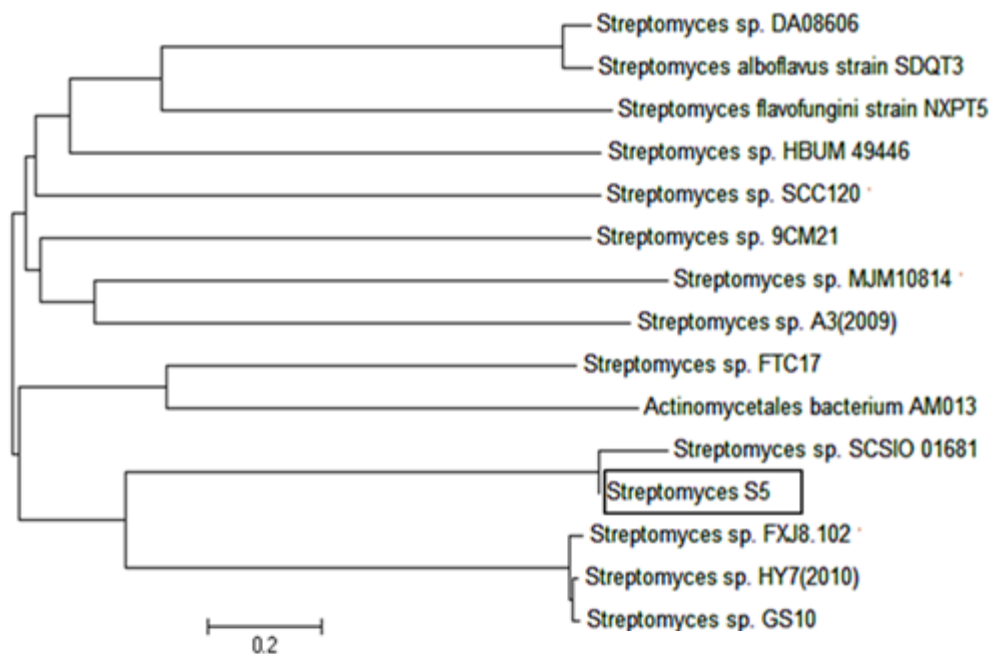 Streptomyces sp. DA08606
Streptomyces alboflavus strain SDQT3
Streptomyces flavofungini strain NXPT5
Streptomyces sp. HBUM 49446
Streptomyces sp. SCC120
Streptomyces sp. 9CM21
Streptomyces sp. MJM10814
Streptomyces sp. A3(2009)
Streptomyces sp. FTC17
Actinomycetales bacterium AM013
Streptomyces sp. SCSIO 01681
Streptomyces S5
Streptomyces sp. FXJ8.102
Streptomyces sp. HY7(2010)
Streptomyces sp. GS10
0.2